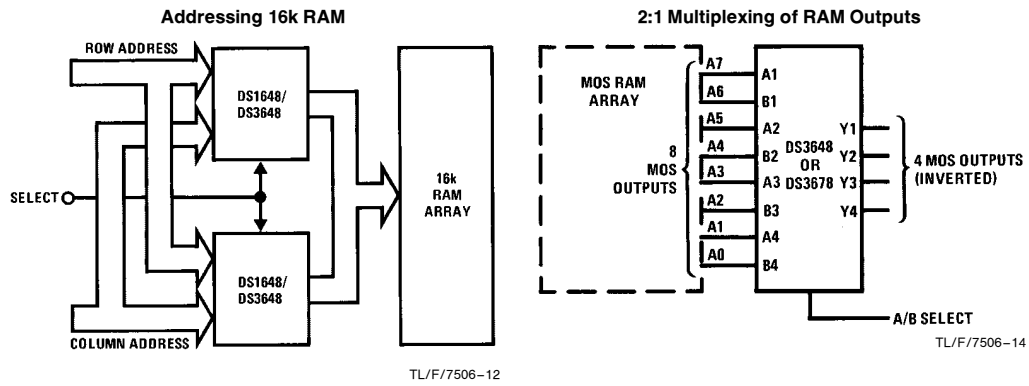 Addressing 16k RAM
ROW ADDRESS
DS1648/
DS3648
SELECT
16k
RAM
ARRAY
DS1648/
DS3648
COLUMN ADDRESS
TL/F/7506–12
2:1 Multiplexing of RAM Outputs
MOS RAM
ARRAY
8
MOS
OUTPUTS
A7
A6
A5
A4
A3
A2
A1
A0
A1
B1
A2
B2
A3
B3
A4
B4
DS3648
OR
DS3678
Y1
Y2
Y3
Y4
4 MOS OUTPUTS
(INVERTED)
A/B SELECT
TL/F/7506–14